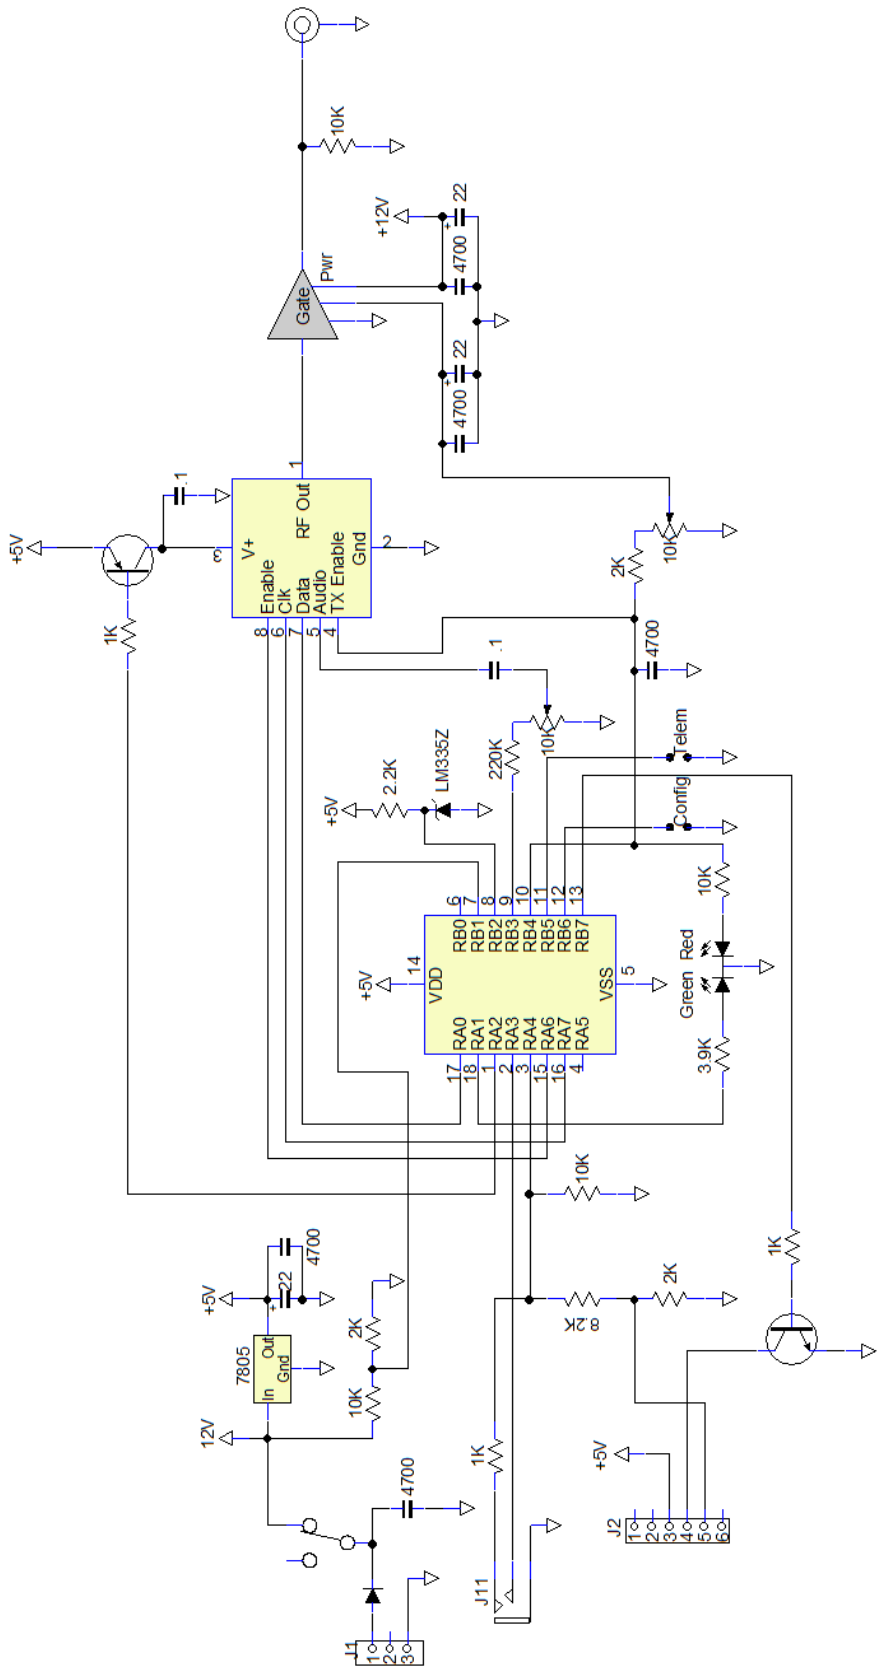 10K
+12V
22
4700
Pwr
Gate
22
4700
+5V
.1
1
3
V+
RF Out
Enable
Clk
Data
Audio
TX Enable
Gnd
2
8
6
7
5
4
1K
2K
10K
4700
.1
220K
10K
Telem
Config
+5V
2.2K
LM335Z
6
7
8
9
10
11
12
13
RB0
RB1
RB2
RB3
RB4
RB5
RB6
RB7
+5V
14
VDD
VSS
5
RA0
RA1
RA2
RA3
RA4
RA6
RA7
RA5
17
18
1
2
3
15
16
4
10K
Green Red
3.9K
10K
1K
+5V
22
4700
7805
In
Out
Gnd
12V
2K
10K
8.2K
2K
1K
4700
+5V
J1
1
2
3
J11
J2
1
2
3
4
5
6